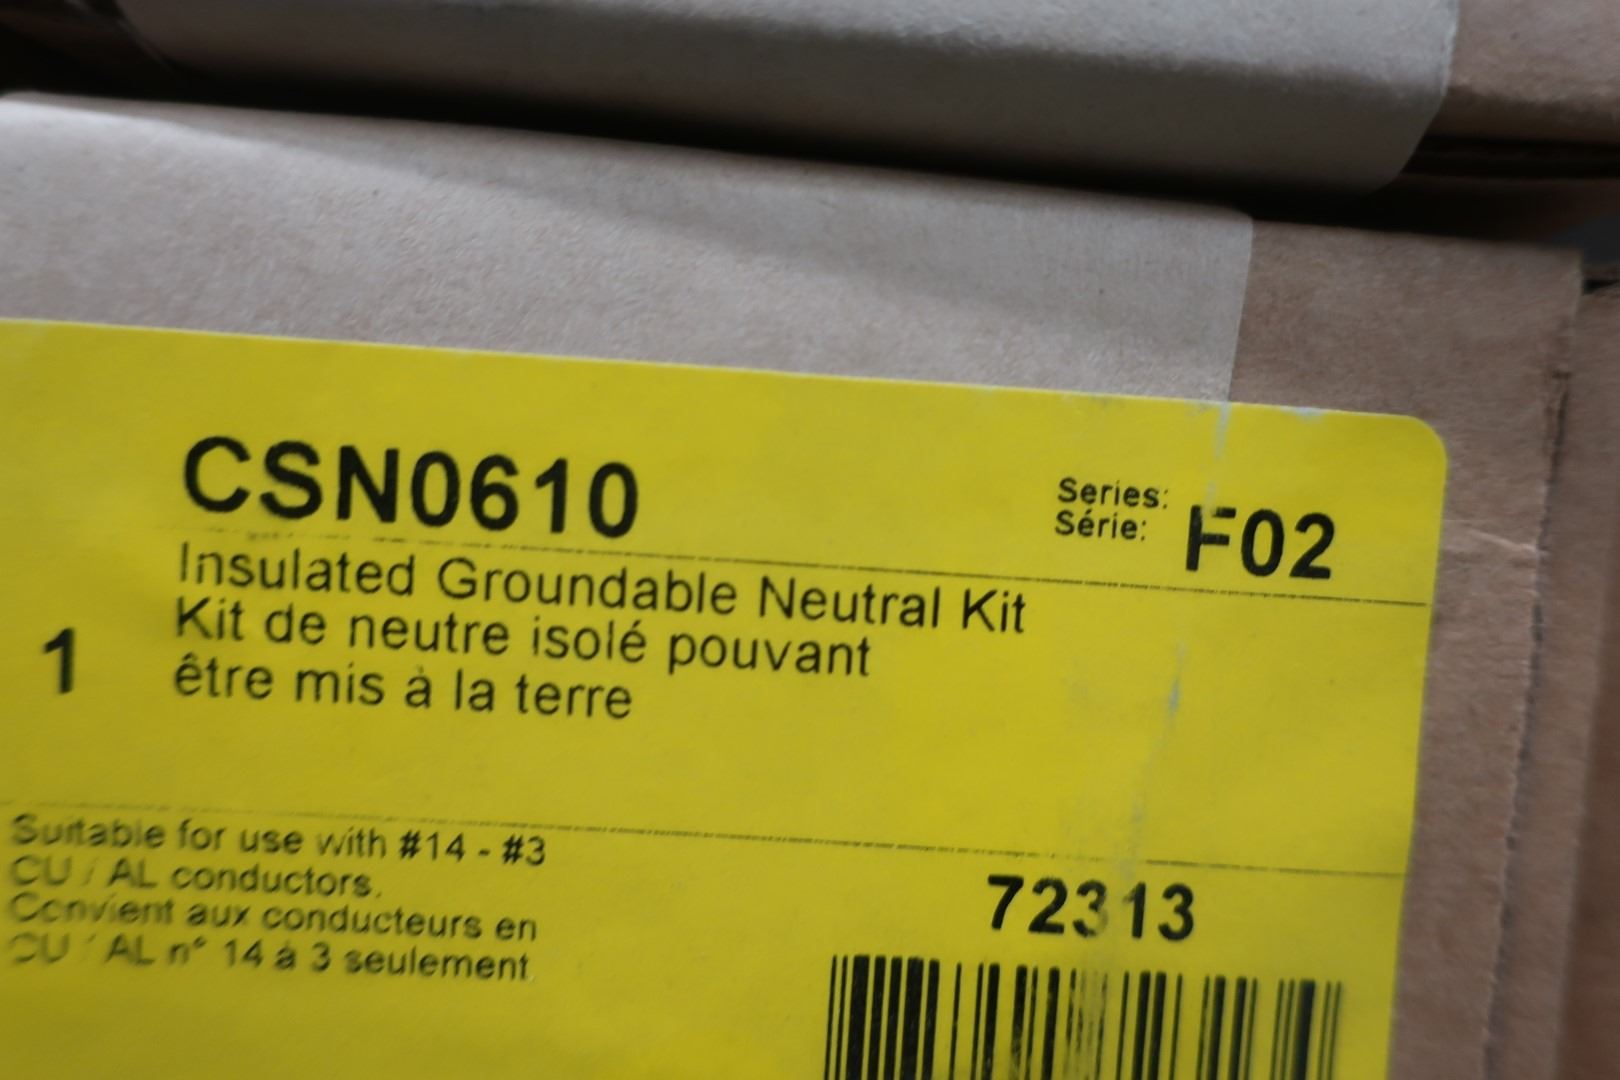 CSN0610
Series:
Série:
F02
Insulated Groundable Neutral Kit
Kit de neutre isolé pouvant
être mis à la terre
1
Suitable for use with #14 - #3
CU / AL conductors.
Convient aux conducteurs en
CU / AL n° 14 à 3 seulement
72313